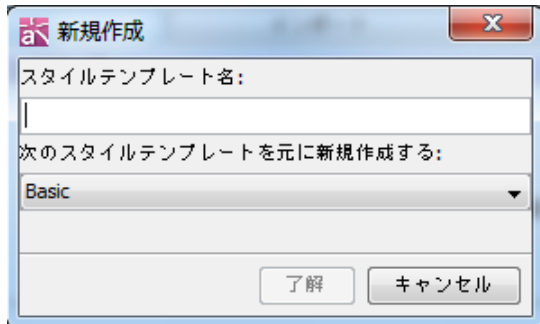 新規作成
スタイルテンプレート名:
次のスタイルテンプレートを元に新規作成する:
Basic
了解 キャンセル